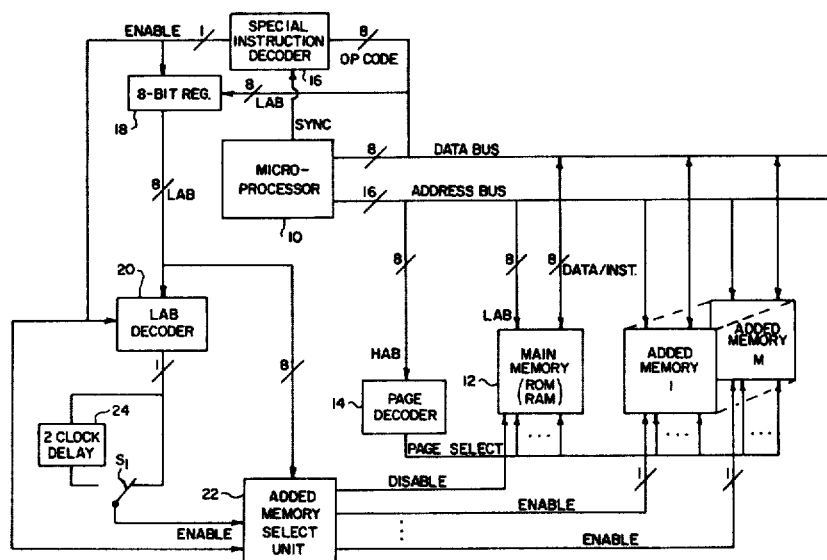 ENABLE
1
SPECIAL
INSTRUCTION
DECODER
8
OP CODE
16
8-BIT REG.
8
LAB
18
SYNC
MICRO-
PROCESSOR
10
8
DATA BUS
16
ADDRESS BUS
8
LAB
20
LAB
DECODER
1
8
8
8
8
DATA/INST.
LAB
HAB
12
MAIN
MEMORY
(ROM
RAM)
ADDED
MEMORY
1
ADDED
MEMORY
M
14
PAGE
DECODER
24
2 CLOCK
DELAY
S1
...
...
...
PAGE SELECT
22
ADDED
MEMORY
SELECT
UNIT
DISABLE
1
1
ENABLE
ENABLE
...
ENABLE